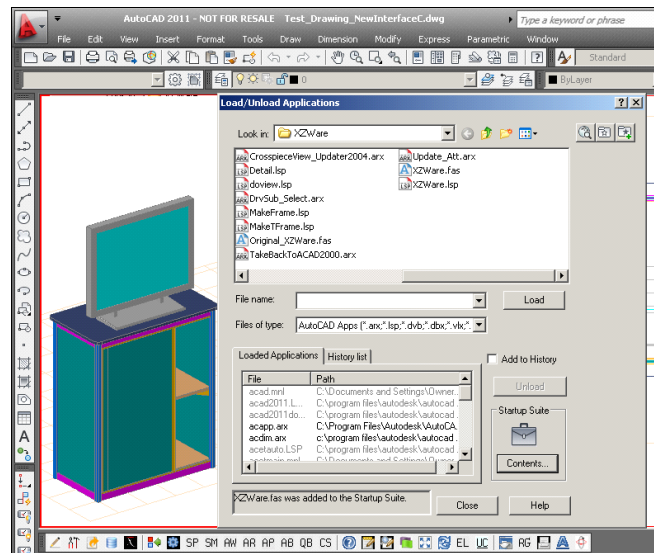 AutoCAD 2011 - NOT FOR RESALE Test_Drawing_NewInterfaceC.dwg
Type a keyword or phrase
File Edit View Insert Format Tools Draw Dimension Modify Express Parametric Window
Standard
0
ByLayer
Load/Unload Applications
Look in: XZWare
CrosspieceView_Updater2004.arx
Detail.lsp
doview.lsp
DrvSub_Select.arx
MakeFrame.lsp
MakeTFrame.lsp
Original_XZWare.fas
TakeBackToACAD2000.arx
Update_Att.arx
XZWare.fas
XZWare.lsp
File name:
Load
Files of type: AutoCAD Apps (*.arx;*.lsp;*.dvb;*.dbx;*.vlx;*.
Loaded Applications History list
Add to History
File Path
acad.mnl C:\Documents and Settings\Owner...
acad2011.L... C:\program files\autodesk\autocad ...
acad2011do... C:\program files\autodesk\autocad ...
acapp.arx C:\Program Files\Autodesk\AutoCA...
acdim.arx c:\program files\autodesk\autocad ...
acetauto.LSP C:\program files\autodesk\autocad ...
acetmain.mnl C:\Documents and Settings\Owner...
Unload
Startup Suite
Contents...
XZWare.fas was added to the Startup Suite.
Close
Help
SP SM AW AR AP AB QB CS EL UC RG